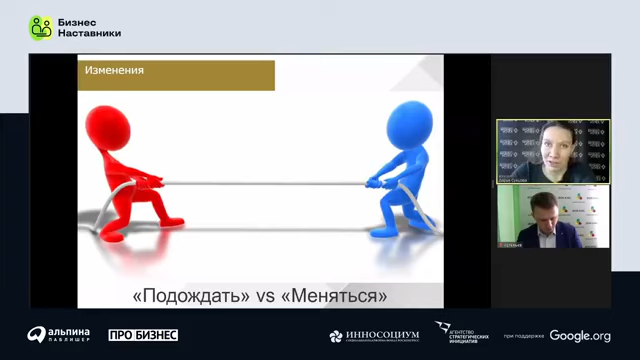 Бизнес
Наставники
Изменения
«Подождать» vs «Меняться»
альпина
ПАБЛИШЕР
ПРО БИЗНЕС
ИННОСОЦИУМ
АГЕНТСТВО
СТРАТЕГИЧЕСКИХ
ИНИЦИАТИВ
при поддержке
Google.org